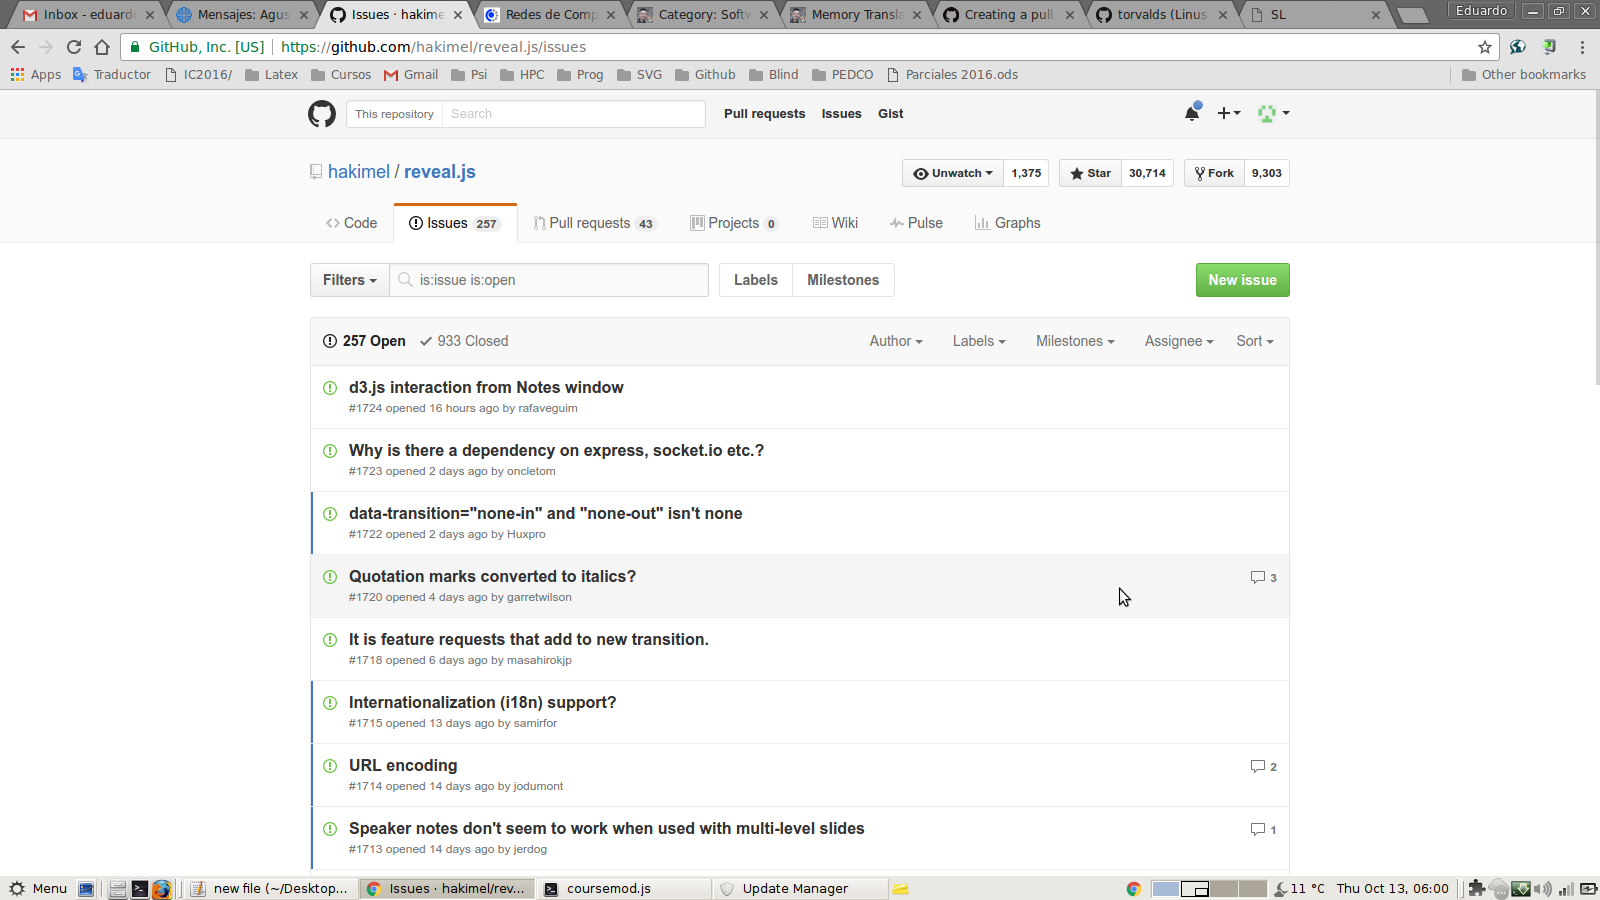 Inbox - eduard
Mensajes: Agus
Issues · hakime
Redes de Comp
Category: Softw
Memory Transla
Creating a pull
torvalds (Linus
SL
Eduardo
GitHub, Inc. [US]
https://github.com/hakimel/reveal.js/issues
Apps
Traductor
IC2016/
Latex
Cursos
Gmail
Psi
HPC
Prog
SVG
Github
Blind
PEDCO
Parciales 2016.ods
Other bookmarks
This repository
Search
Pull requests
Issues
Gist
hakimel / reveal.js
Unwatch 1,375
Star 30,714
Fork 9,303
Code
Issues 257
Pull requests 43
Projects 0
Wiki
Pulse
Graphs
Filters
is:issue is:open
Labels
Milestones
New issue
257 Open
933 Closed
Author
Labels
Milestones
Assignee
Sort
d3.js interaction from Notes window
#1724 opened 16 hours ago by rafaveguim
Why is there a dependency on express, socket.io etc.?
#1723 opened 2 days ago by oncletom
data-transition="none-in" and "none-out" isn't none
#1722 opened 2 days ago by Huxpro
Quotation marks converted to italics?
3
#1720 opened 4 days ago by garretwilson
It is feature requests that add to new transition.
#1718 opened 6 days ago by masahirokjp
Internationalization (i18n) support?
#1715 opened 13 days ago by samirfor
URL encoding
2
#1714 opened 14 days ago by jodumont
Speaker notes don't seem to work when used with multi-level slides
1
#1713 opened 14 days ago by jerdog
Menu
new file (~/Desktop...
Issues · hakimel/rev...
coursemod.js
Update Manager
11 °C
Thu Oct 13, 06:00